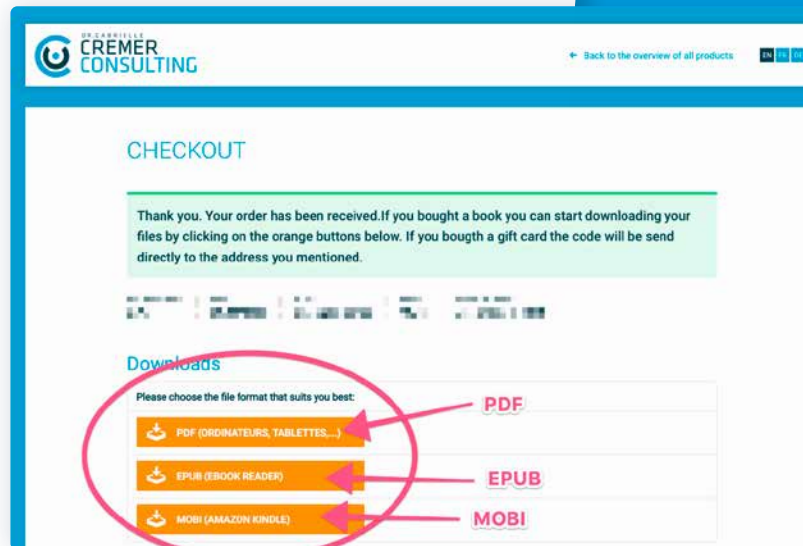 DR.GABRIELLE
CREMER
CONSULTING
← Back to the overview of all products
EN FR DE
CHECKOUT
Thank you. Your order has been received.If you bought a book you can start downloading your
files by clicking on the orange buttons below. If you bougth a gift card the code will be send
directly to the address you mentioned.
Downloads
Please choose the file format that suits you best:
PDF (ORDINATEURS, TABLETTES,...)
PDF
EPUB (EBOOK READER)
EPUB
MOBI (AMAZON KINDLE)
MOBI